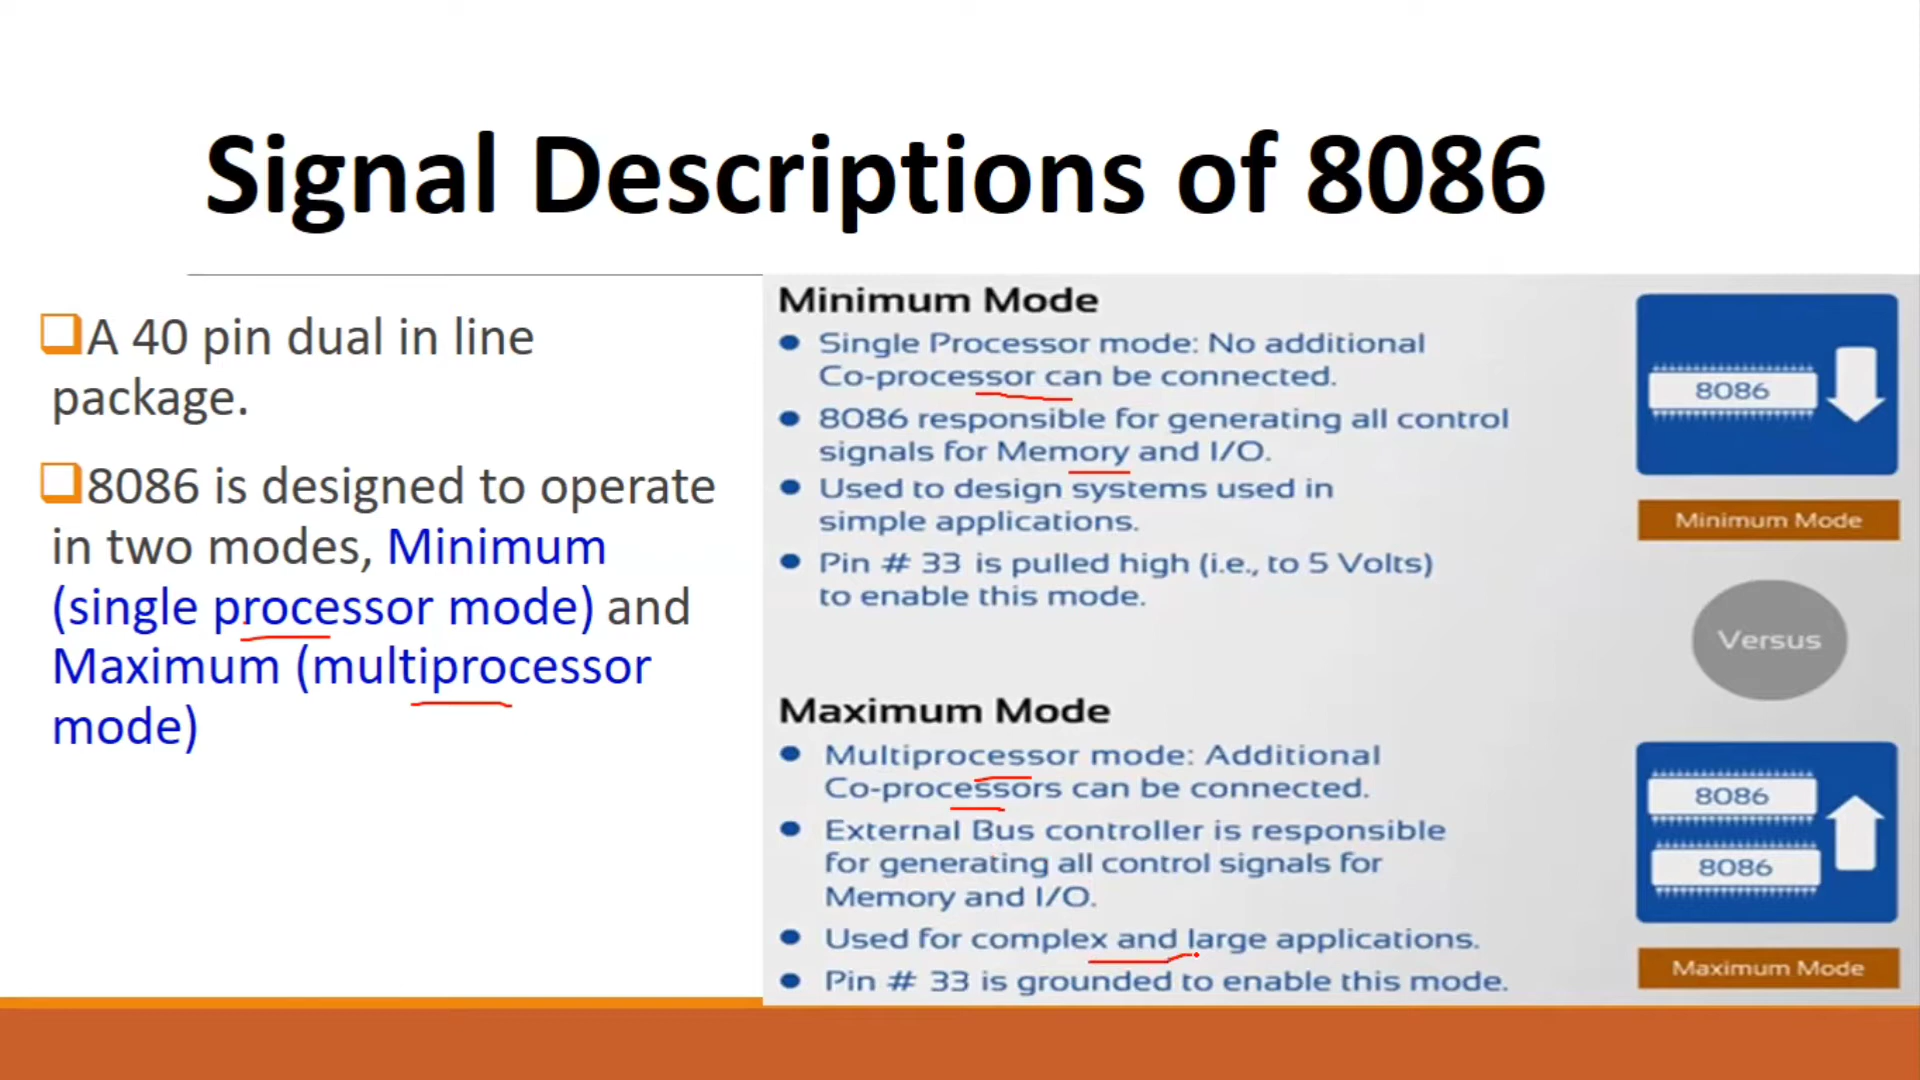 Signal Descriptions of 8086
A 40 pin dual in line
package.
8086 is designed to operate
in two modes, Minimum
(single processor mode) and
Maximum (multiprocessor
mode)
Minimum Mode
Single Processor mode: No additional
Co-processor can be connected.
8086 responsible for generating all control
signals for Memory and I/O.
Used to design systems used in
simple applications.
Pin # 33 is pulled high (i.e., to 5 Volts)
to enable this mode.
8086
Minimum Mode
Versus
Maximum Mode
Multiprocessor mode: Additional
Co-processors can be connected.
External Bus controller is responsible
for generating all control signals for
Memory and I/O.
Used for complex and large applications.
Pin # 33 is grounded to enable this mode.
8086
8086
Maximum Mode